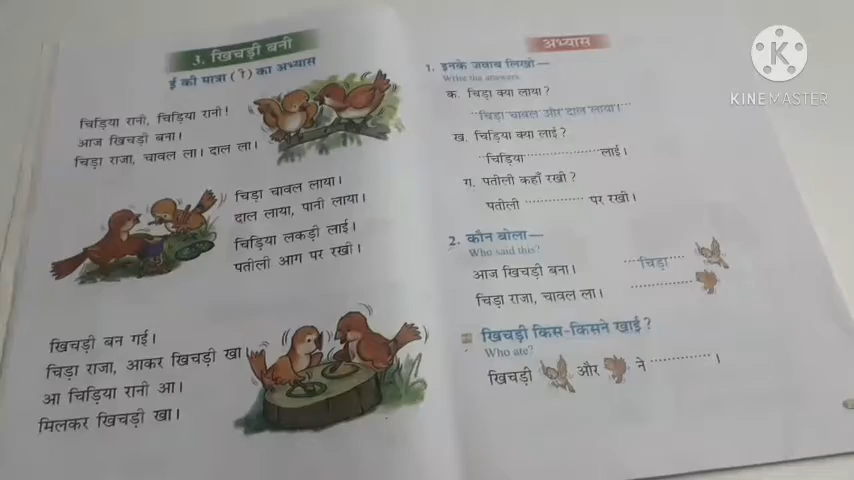 3. खिचड़ी बनी
ई की मात्रा (ी) का अभ्यास
चिड़िया रानी, चिड़िया रानी!
आज खिचड़ी बना।
चिड़ा राजा, चावल ला। दाल ला।
चिड़ा चावल लाया।
दाल लाया, पानी लाया।
चिड़िया लकड़ी लाई।
पतीली आग पर रखी।
खिचड़ी बन गई।
चिड़ा राजा, आकर खिचड़ी खा
आ चिड़िया रानी आ।
मिलकर खिचड़ी खा।
अभ्यास
1. इनके जवाब लिखो—
Write the answers
क. चिड़ा क्या लाया?
चिड़ा चावल और दाल लाया।
ख. चिड़िया क्या लाई?
चिड़िया .................. लाई।
ग. पतीली कहाँ रखी?
पतीली .............. पर रखी।
2. कौन बोला—
Who said this?
आज खिचड़ी बना। ....चिड़ा....
चिड़ा राजा, चावल ला। ..............
खिचड़ी किस-किसने खाई?
Who ate?
खिचड़ी और ने .............. ।
KINEMASTER